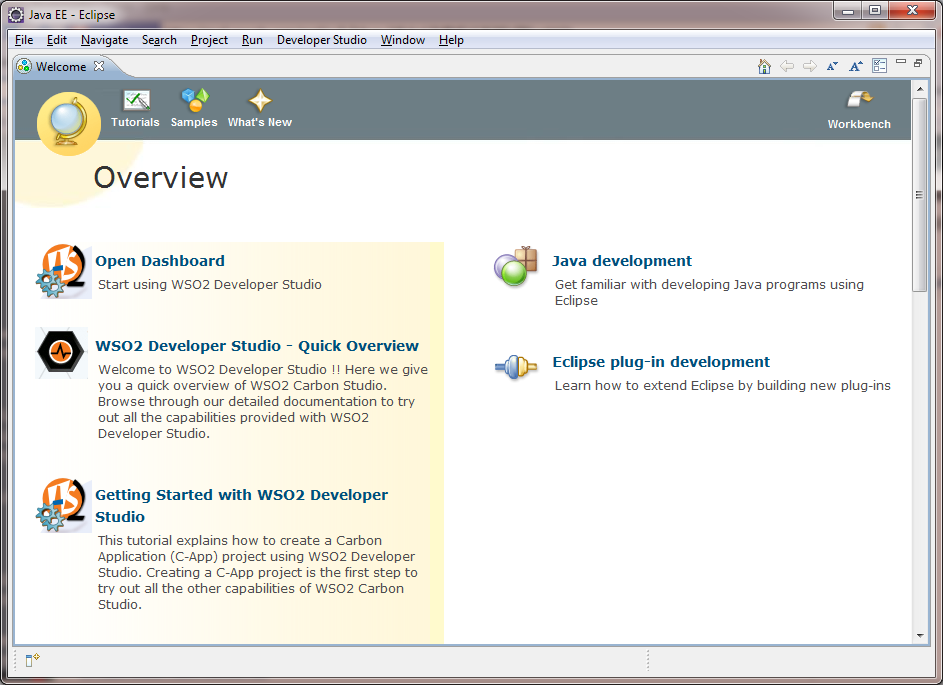 Java EE - Eclipse
File Edit Navigate Search Project Run Developer Studio Window Help
Welcome
Tutorials Samples What's New Workbench
Overview
Open Dashboard
Start using WSO2 Developer Studio
WSO2 Developer Studio - Quick Overview
Welcome to WSO2 Developer Studio !! Here we give
you a quick overview of WSO2 Carbon Studio.
Browse through our detailed documentation to try
out all the capabilities provided with WSO2
Developer Studio.
Getting Started with WSO2 Developer
Studio
This tutorial explains how to create a Carbon
Application (C-App) project using WSO2 Developer
Studio. Creating a C-App project is the first step to
try out all the other capabilities of WSO2 Carbon
Studio.
Java development
Get familiar with developing Java programs using
Eclipse
Eclipse plug-in development
Learn how to extend Eclipse by building new plug-ins